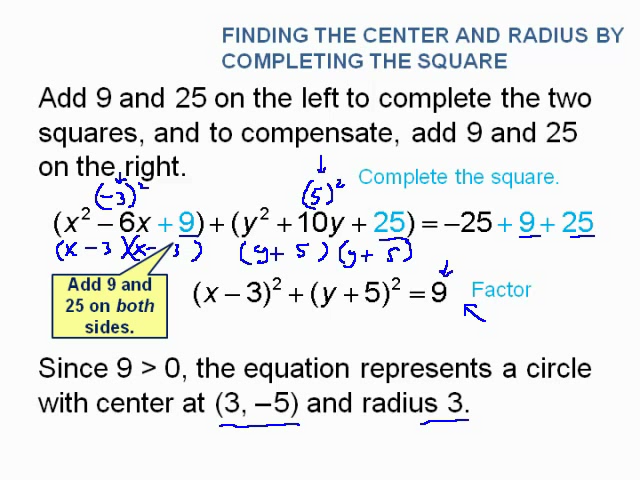 FINDING THE CENTER AND RADIUS BY
COMPLETING THE SQUARE
Add 9 and 25 on the left to complete the two
squares, and to compensate, add 9 and 25
on the right.
(−3)² (5)² Complete the square.
(x² − 6x + 9) + (y² + 10y + 25) = −25 + 9 + 25
(x − 3)(x − 3) (y + 5)(y + 5)
Add 9 and
25 on both
sides.
(x − 3)² + (y + 5)² = 9 Factor
Since 9 > 0, the equation represents a circle
with center at (3, −5) and radius 3.